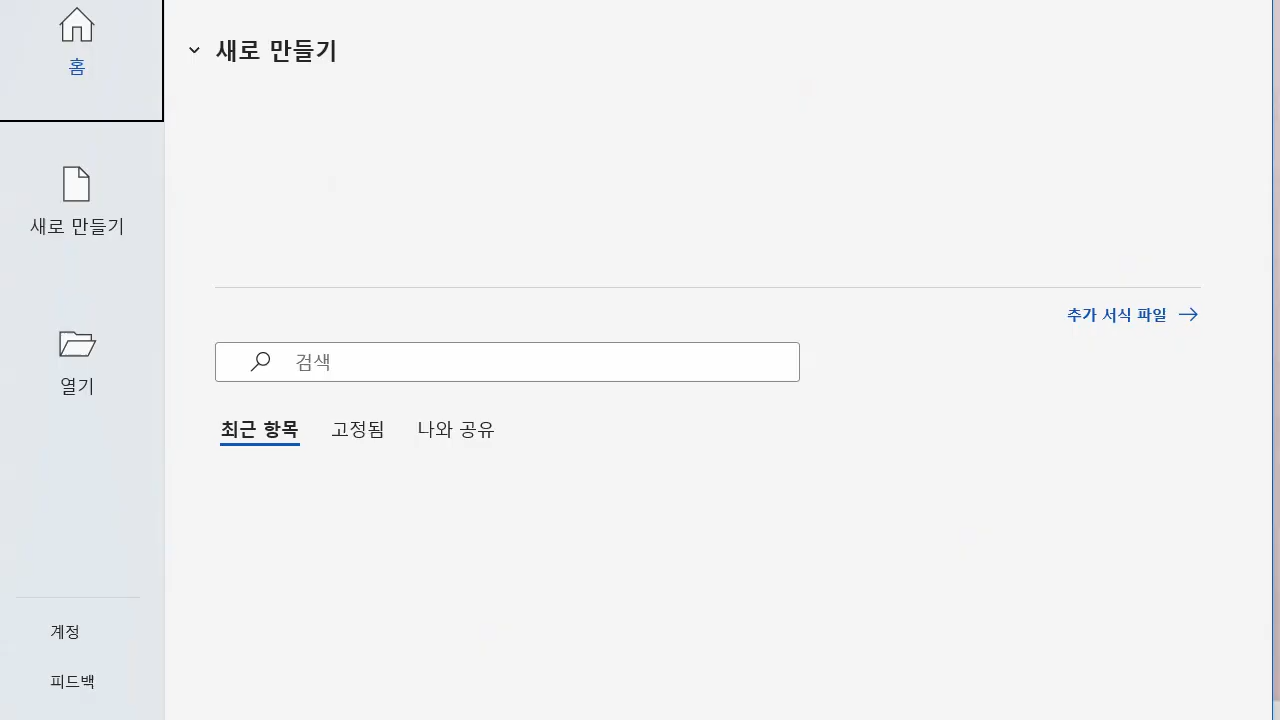 홈
새로 만들기
열기
계정
피드백
새로 만들기
추가 서식 파일
검색
최근 항목 고정됨 나와 공유